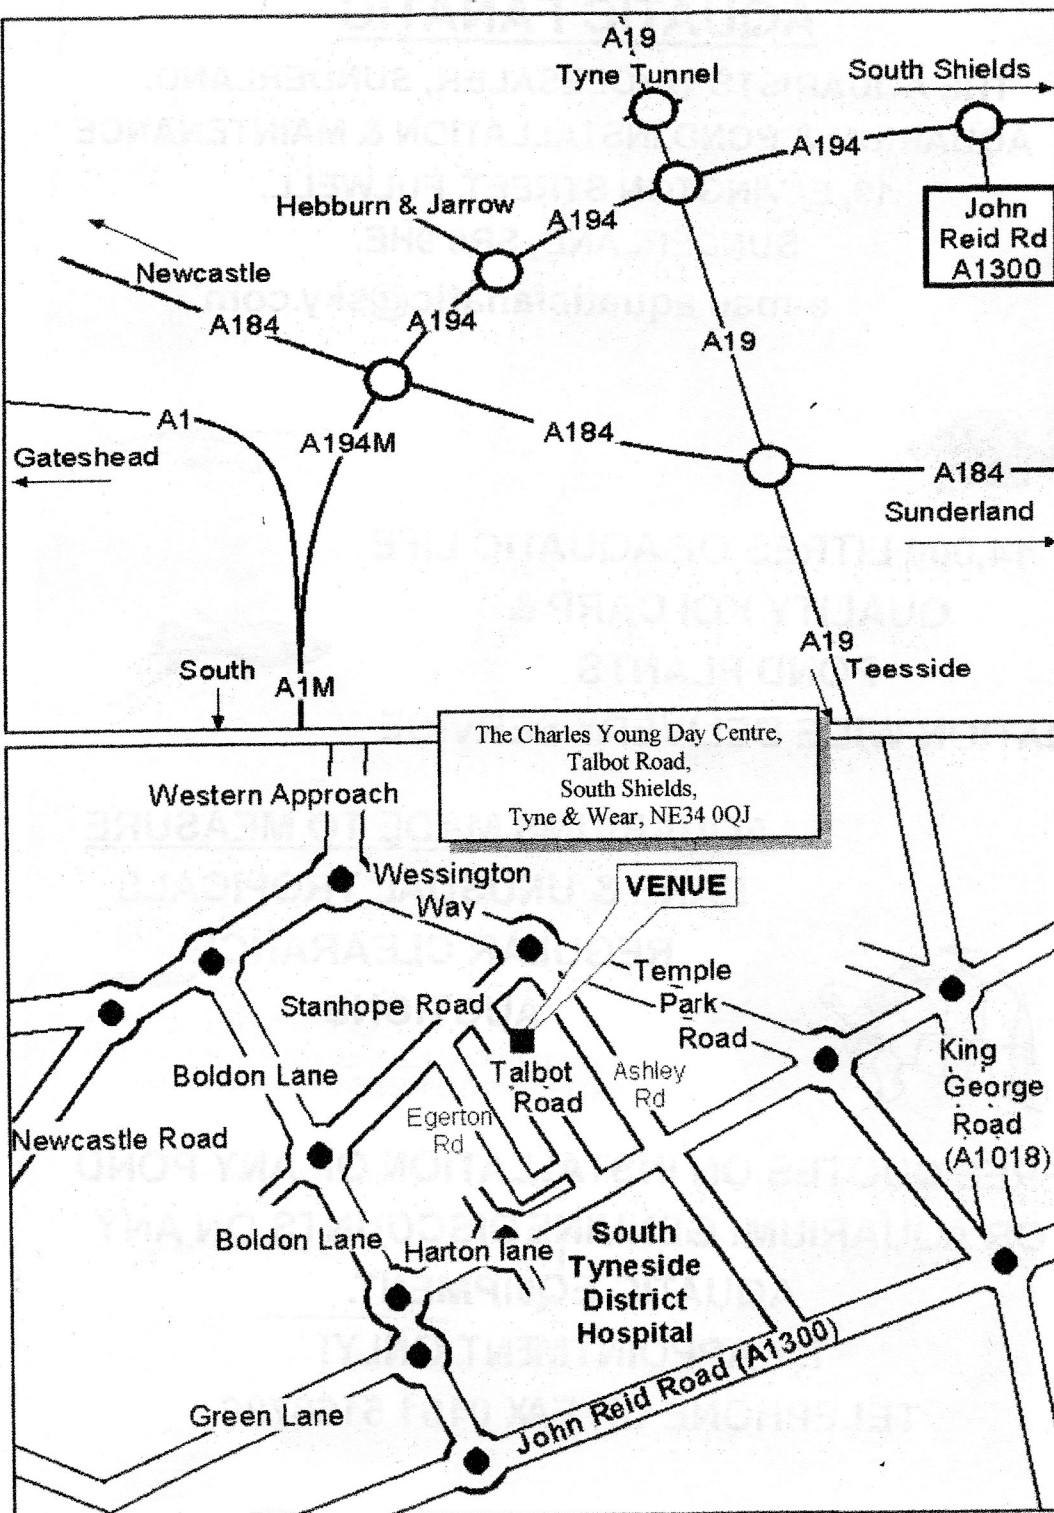 A19
Tyne Tunnel
South Shields
A194
Hebburn & Jarrow
A194
John
Reid Rd
A1300
Newcastle
A184
A194
A19
A1
A194M
A184
Gateshead
A184
Sunderland
A19
Teesside
South
A1M
The Charles Young Day Centre,
Talbot Road,
South Shields,
Tyne & Wear, NE34 0QJ
Western Approach
Wessington
Way
VENUE
Temple
Park
Road
Stanhope Road
Talbot
Road
Ashley
Rd
King
George
Road
(A1018)
Boldon Lane
Egerton
Rd
Newcastle Road
Boldon Lane
Harton lane
South
Tyneside
District
Hospital
John Reid Road (A1300)
Green Lane